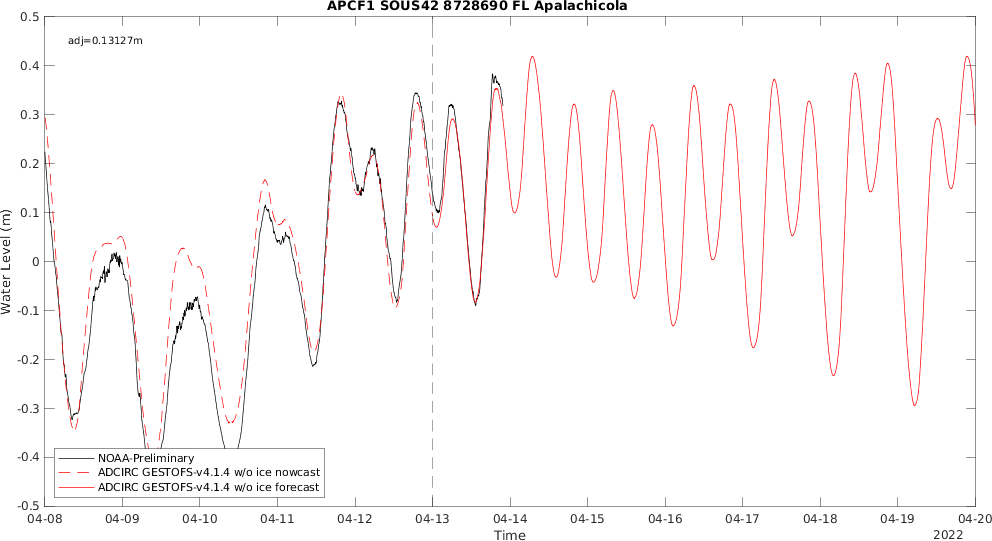 APCF1 SOUS42 8728690 FL Apalachicola
adj=0.13127m
0.5
0.4
0.3
0.2
0.1
0
-0.1
-0.2
-0.3
-0.4
-0.5
Water Level (m)
NOAA-Preliminary
ADCIRC GESTOFS-v4.1.4 w/o ice nowcast
ADCIRC GESTOFS-v4.1.4 w/o ice forecast
04-08 04-09 04-10 04-11 04-12 04-13 04-14 04-15 04-16 04-17 04-18 04-19 04-20
Time
2022